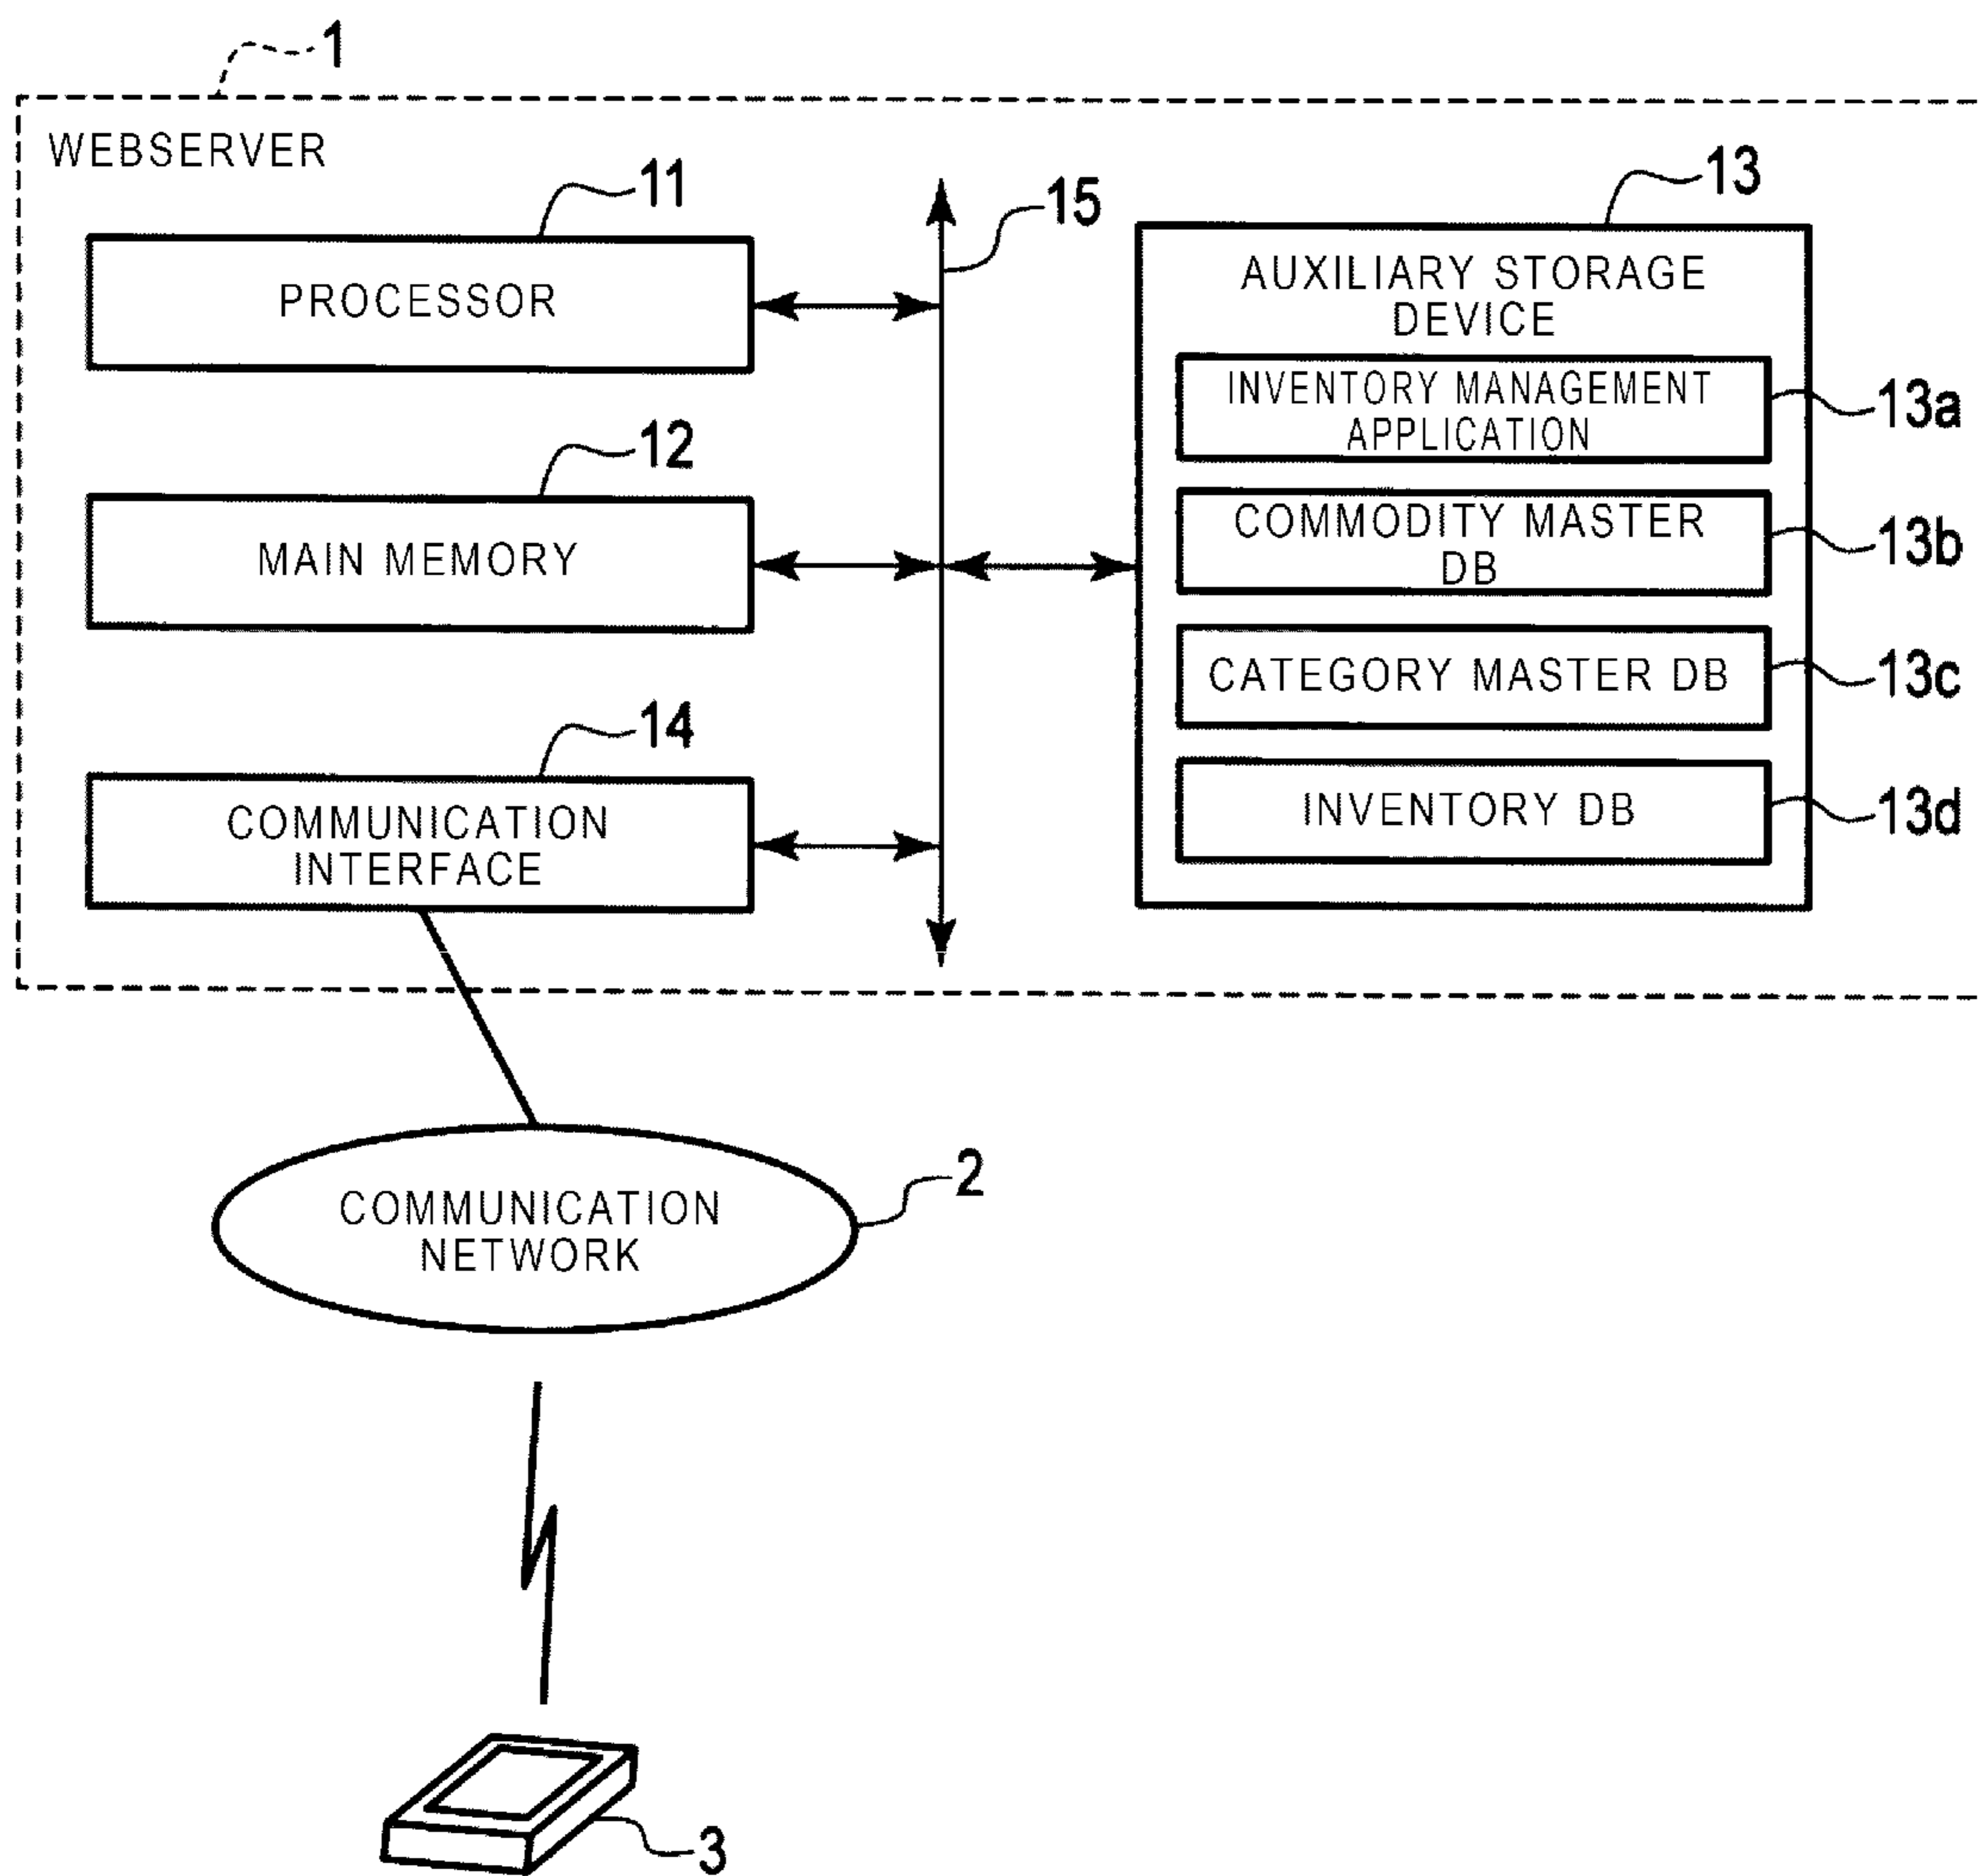 1
WEBSERVER
11
PROCESSOR
12
MAIN MEMORY
14
COMMUNICATION
INTERFACE
15
13
AUXILIARY STORAGE
DEVICE
INVENTORY MANAGEMENT
APPLICATION
13a
COMMODITY MASTER
DB
13b
CATEGORY MASTER DB
13c
INVENTORY DB
13d
COMMUNICATION
NETWORK
2
3